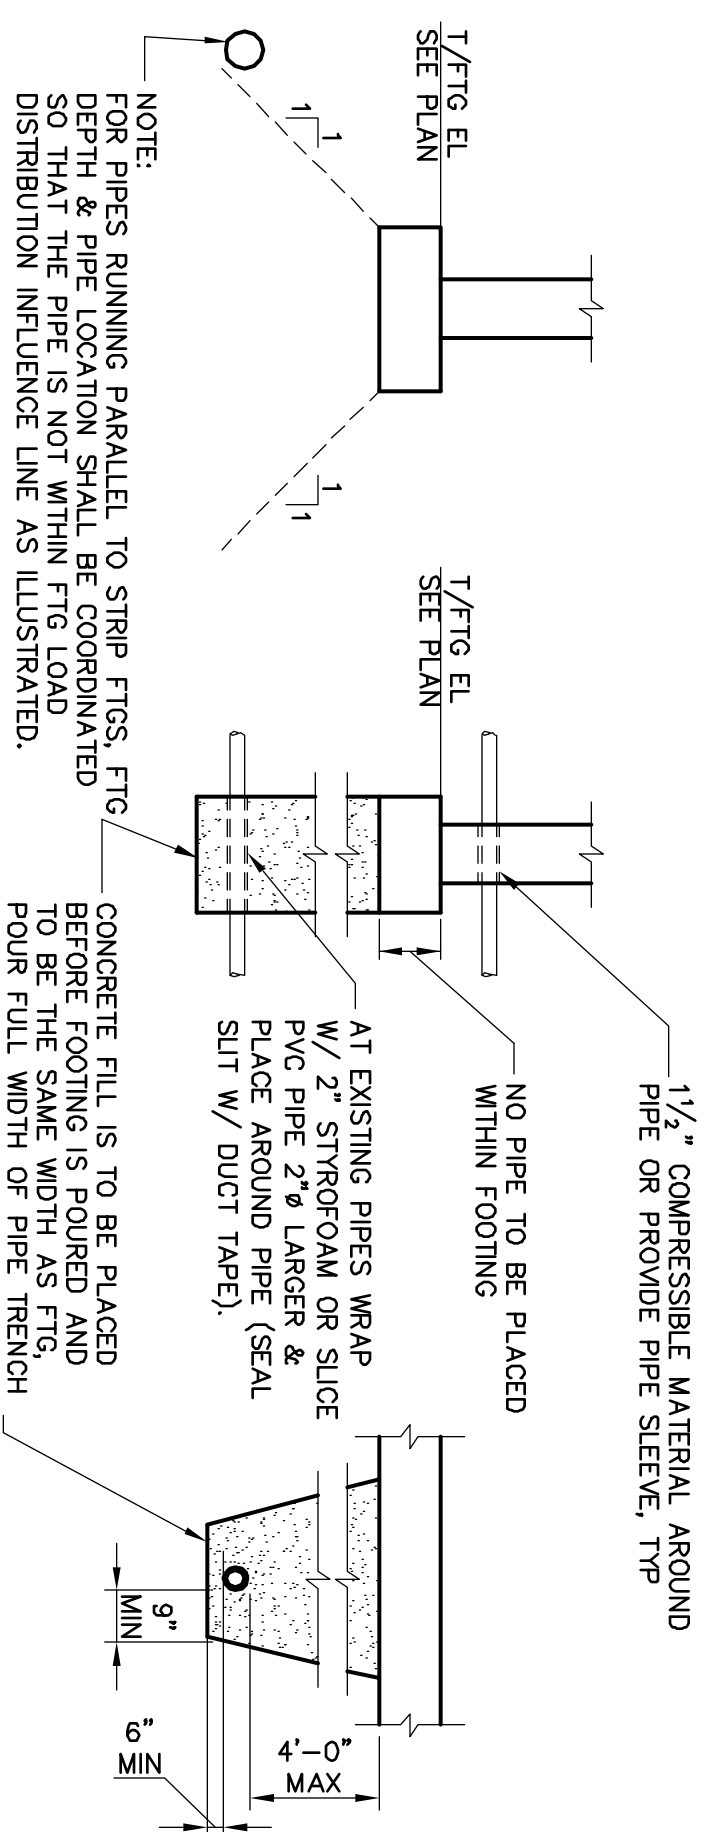 T/FTG EL
SEE PLAN
1
1
1
1
NOTE:
FOR PIPES RUNNING PARALLEL TO STRIP FTGS, FTG
DEPTH & PIPE LOCATION SHALL BE COORDINATED
SO THAT THE PIPE IS NOT WITHIN FTG LOAD
DISTRIBUTION INFLUENCE LINE AS ILLUSTRATED.
T/FTG EL
SEE PLAN
1½" COMPRESSIBLE MATERIAL AROUND
PIPE OR PROVIDE PIPE SLEEVE, TYP
NO PIPE TO BE PLACED
WITHIN FOOTING
AT EXISTING PIPES WRAP
W/ 2" STYROFOAM OR SLICE
PVC PIPE 2"ø LARGER &
PLACE AROUND PIPE (SEAL
SLIT W/ DUCT TAPE).
CONCRETE FILL IS TO BE PLACED
BEFORE FOOTING IS POURED AND
TO BE THE SAME WIDTH AS FTG,
POUR FULL WIDTH OF PIPE TRENCH
9"
MIN
6"
MIN
4'-0"
MAX